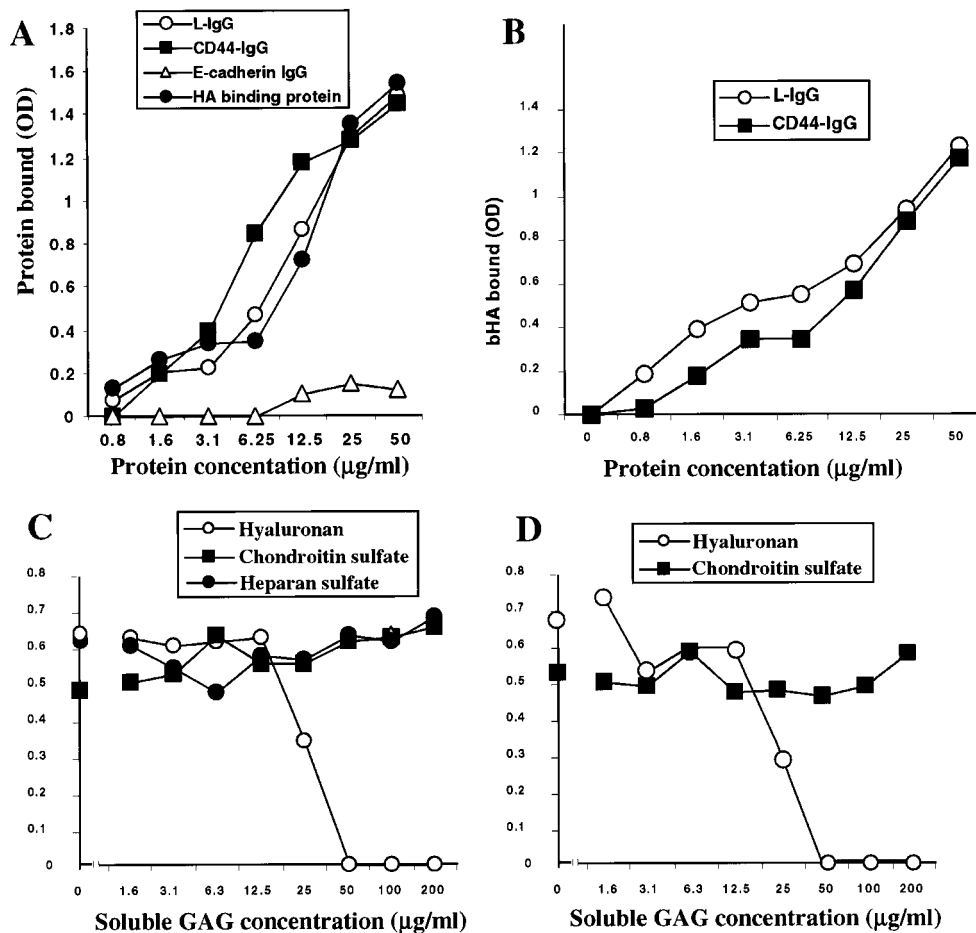 A
L-IgG
CD44-IgG
E-cadherin IgG
HA binding protein
Protein bound (OD)
1.8
1.6
1.4
1.2
1
0.8
0.6
0.4
0.2
0
0.8 1.6 3.1 6.25 12.5 25 50
Protein concentation (μg/ml)
B
L-IgG
CD44-IgG
bHA bound (OD)
1.4
1.2
1
0.8
0.6
0.4
0.2
0
0 0.8 1.6 3.1 6.25 12.5 25 50
Protein concentration (μg/ml)
C
Hyaluronan
Chondroitin sulfate
Heparan sulfate
0.8
0.7
0.6
0.5
0.4
0.3
0.2
0.1
0
0 1.6 3.1 6.3 12.5 25 50 100 200
Soluble GAG concentration (μg/ml)
D
Hyaluronan
Chondroitin sulfate
0.8
0.7
0.6
0.5
0.4
0.3
0.2
0.1
0
0 1.6 3.1 6.3 12.5 25 50 100 200
Soluble GAG concentration (μg/ml)